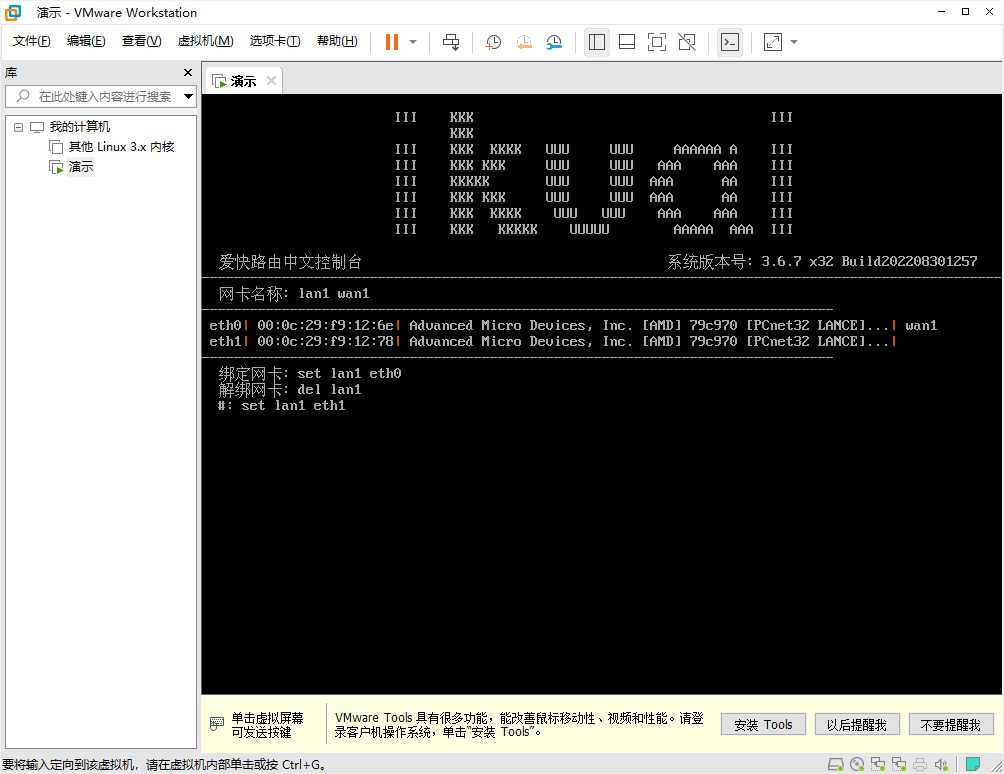 演示 - VMware Workstation
文件(F) 编辑(E) 查看(V) 虚拟机(M) 选项卡(T) 帮助(H)
库
在此处键入内容进行搜索
我的计算机
其他 Linux 3.x 内核
演示
演示
III KKK III
KKK
III KKK KKKK UUU UUU AAAAAA A III
III KKK KKK UUU UUU AAA AAA III
III KKKKK UUU UUU AAA AA III
III KKK KKK UUU UUU AAA AA III
III KKK KKKK UUU UUU AAA AAA III
III KKK KKKKK UUUUU AAAAA AAA III
爱快路由中文控制台 系统版本号: 3.6.7 x32 Build202208301257
网卡名称: lan1 wan1
eth0| 00:0c:29:f9:12:6e| Advanced Micro Devices, Inc. [AMD] 79c970 [PCnet32 LANCE]...| wan1
eth1| 00:0c:29:f9:12:78| Advanced Micro Devices, Inc. [AMD] 79c970 [PCnet32 LANCE]...|
绑定网卡: set lan1 eth0
解绑网卡: del lan1
#: set lan1 eth1
单击虚拟屏幕
可发送按键
VMware Tools 具有很多功能，能改善鼠标移动性、视频和性能。请登
录客户机操作系统，单击“安装 Tools”。
安装 Tools 以后提醒我 不要提醒我
要将输入定向到该虚拟机，请在虚拟机内部单击或按 Ctrl+G。